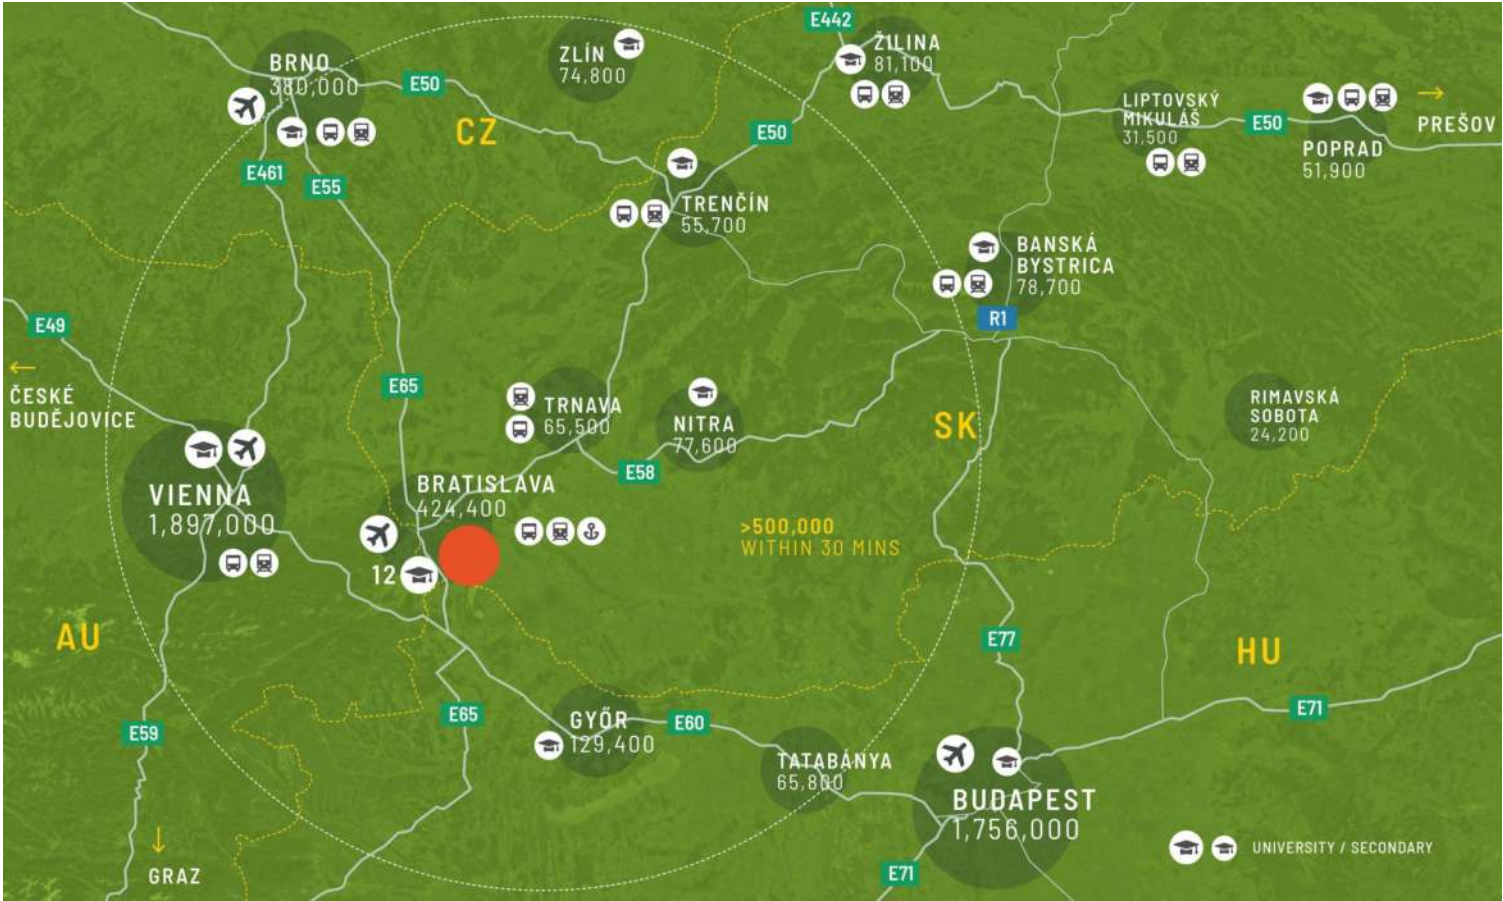 E442
BRNO
380,000
ZLÍN
74,800
ŽILINA
81,100
E50
CZ
E50
LIPTOVSKÝ
MIKULÁŠ
31,500
E50
PREŠOV
POPRAD
51,900
E461
E55
TRENČÍN
55,700
BANSKÁ
BYSTRICA
78,700
R1
E49
ČESKÉ
BUDĚJOVICE
E65
TRNAVA
65,500
NITRA
77,600
SK
RIMAVSKÁ
SOBOTA
24,200
E58
VIENNA
1,897,000
BRATISLAVA
424,400
>500,000
WITHIN 30 MINS
12
AU
E77
HU
E59
E65
GYŐR
129,400
E60
E71
TATABÁNYA
65,800
BUDAPEST
1,756,000
GRAZ
E71
UNIVERSITY / SECONDARY